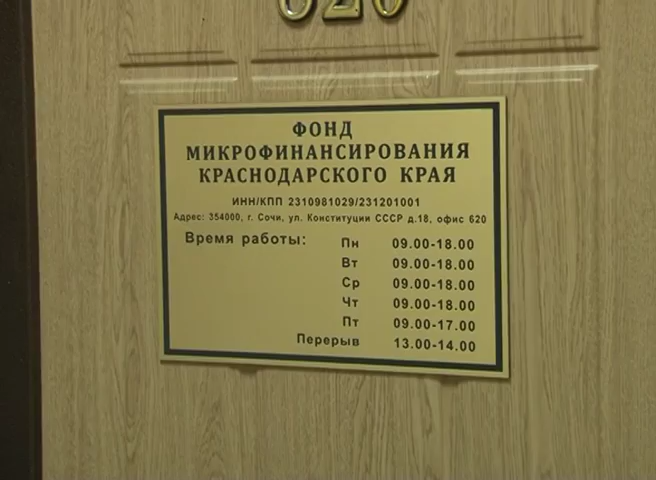 620
ФОНД
МИКРОФИНАНСИРОВАНИЯ
КРАСНОДАРСКОГО КРАЯ
ИНН/КПП 2310981029/231201001
Адрес: 354000, г. Сочи, ул. Конституции СССР д.18, офис 620
Время работы: Пн 09.00-18.00
Вт 09.00-18.00
Ср 09.00-18.00
Чт 09.00-18.00
Пт 09.00-17.00
Перерыв 13.00-14.00